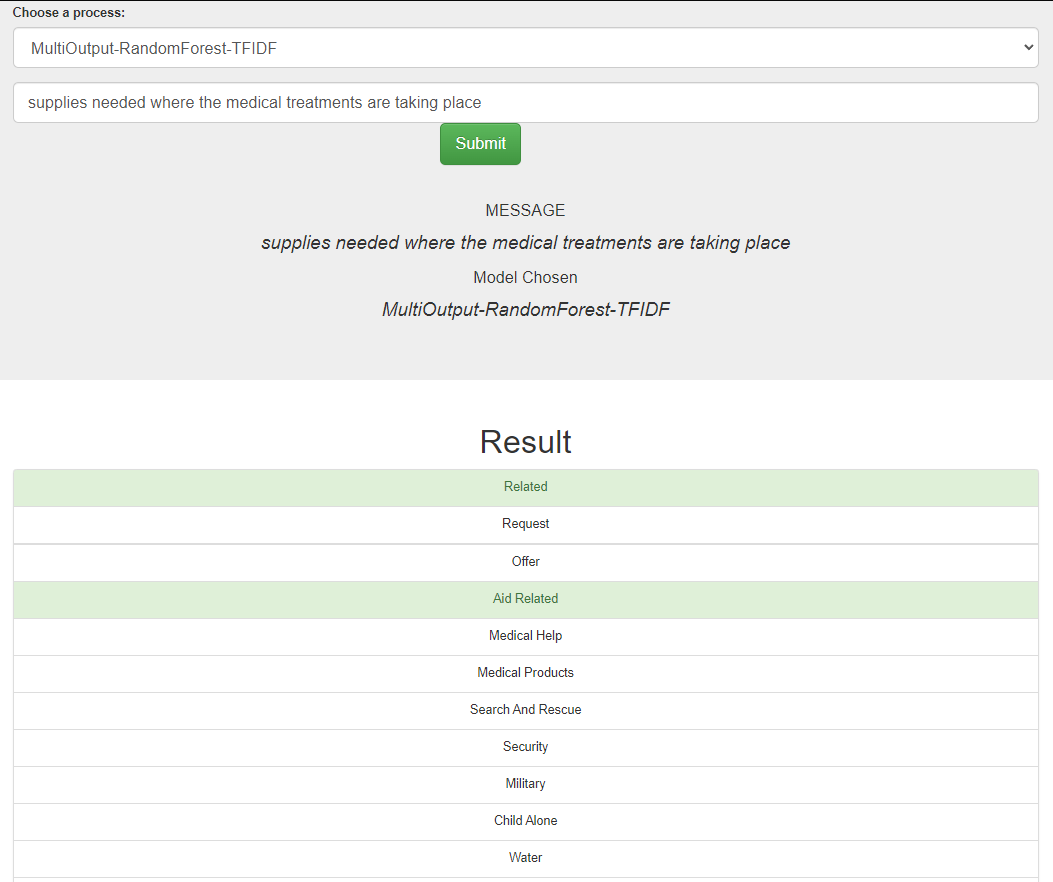 Choose a process:
MultiOutput-RandomForest-TFIDF
supplies needed where the medical treatments are taking place
Submit
MESSAGE
supplies needed where the medical treatments are taking place
Model Chosen
MultiOutput-RandomForest-TFIDF
Result
Related
Request
Offer
Aid Related
Medical Help
Medical Products
Search And Rescue
Security
Military
Child Alone
Water